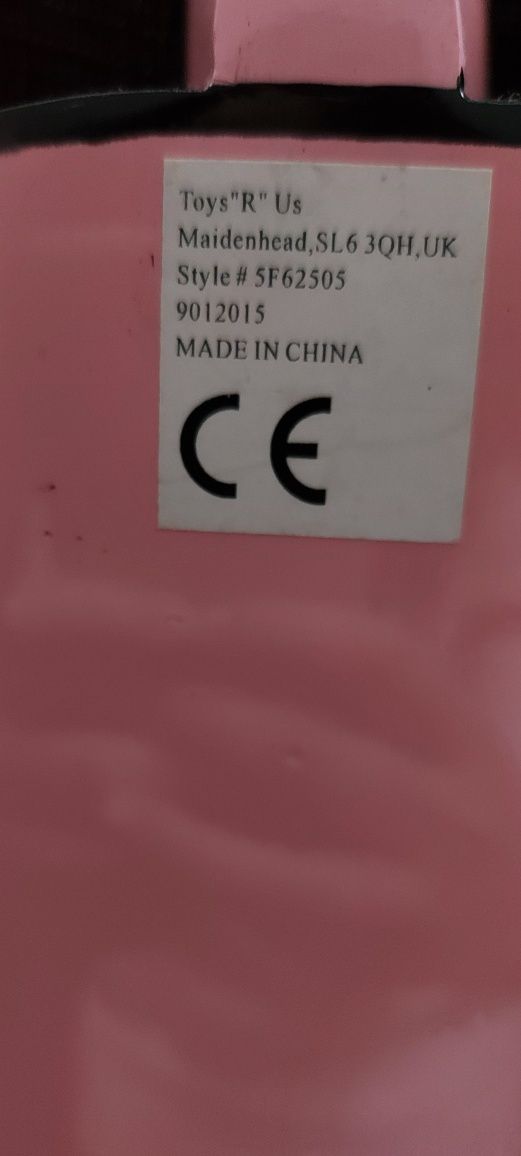 Toys"R" Us
Maidenhead,SL6 3QH,UK
Style # 5F62505
9012015
MADE IN CHINA
CE